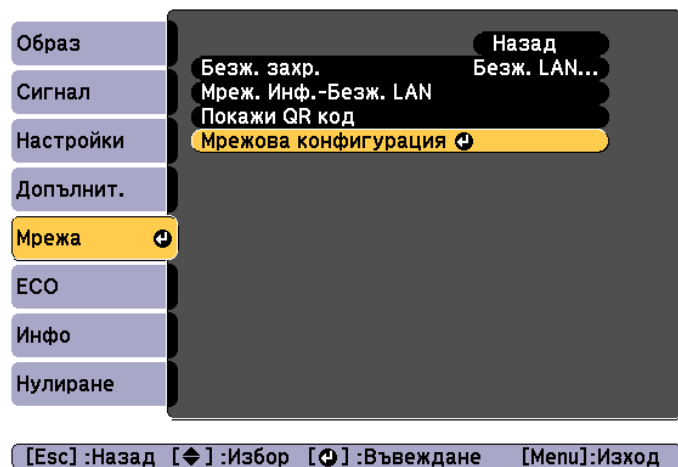 Образ
Сигнал
Настройки
Допълнит.
Мрежа
ECO
Инфо
Нулиране
Назад
Безж. захр. Безж. LAN...
Мреж. Инф.-Безж. LAN
Покажи QR код
Мрежова конфигурация
[Esc] :Назад [◆] :Избор [↵] :Въвеждане [Menu]:Изход